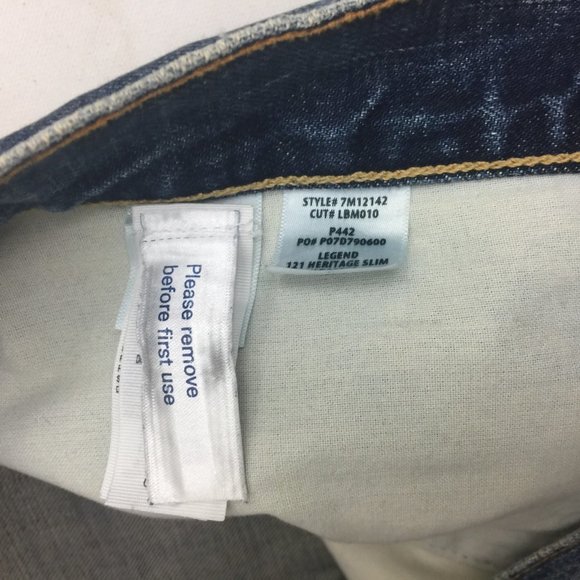 STYLE# 7M12142
CUT# LBM010
P442
PO# P07D790600
LEGEND
121 HERITAGE SLIM
Please remove
before first use